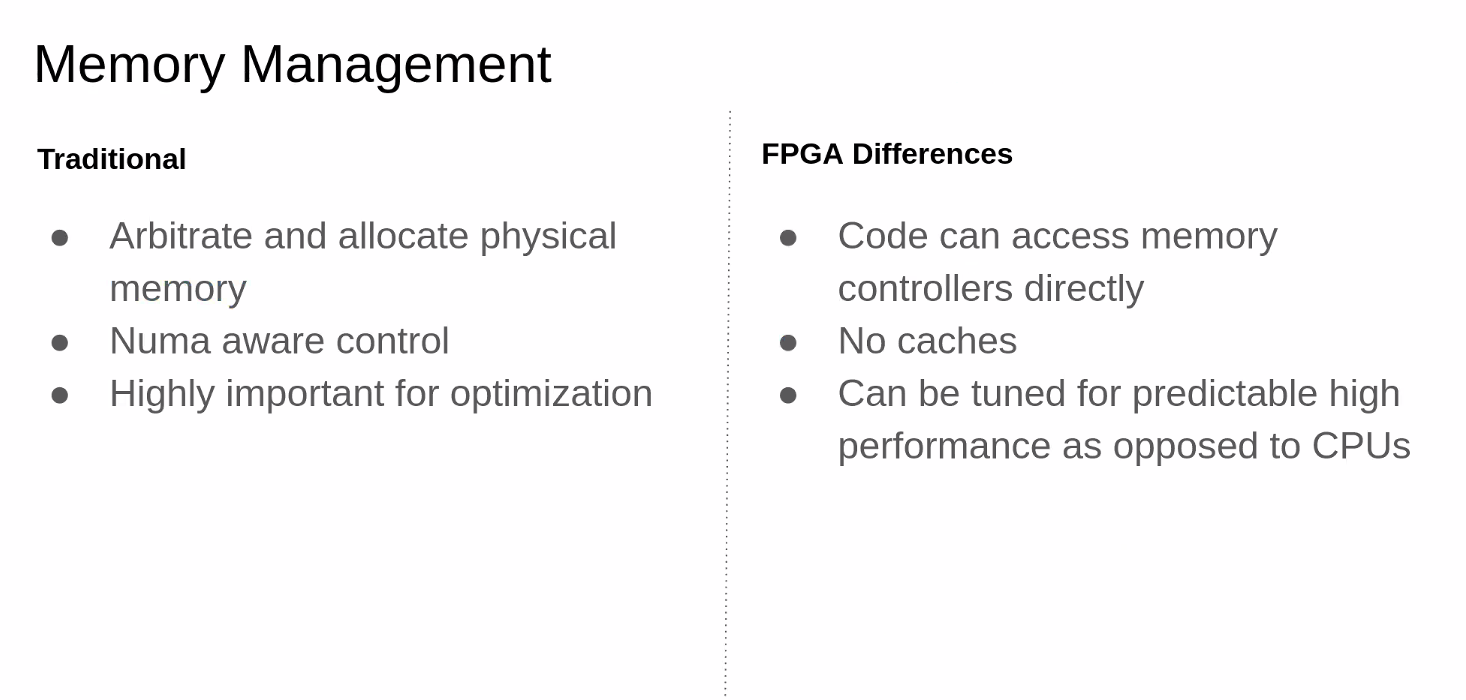 Memory Management
Traditional
● Arbitrate and allocate physical
memory
● Numa aware control
● Highly important for optimization
FPGA Differences
● Code can access memory
controllers directly
● No caches
● Can be tuned for predictable high
performance as opposed to CPUs